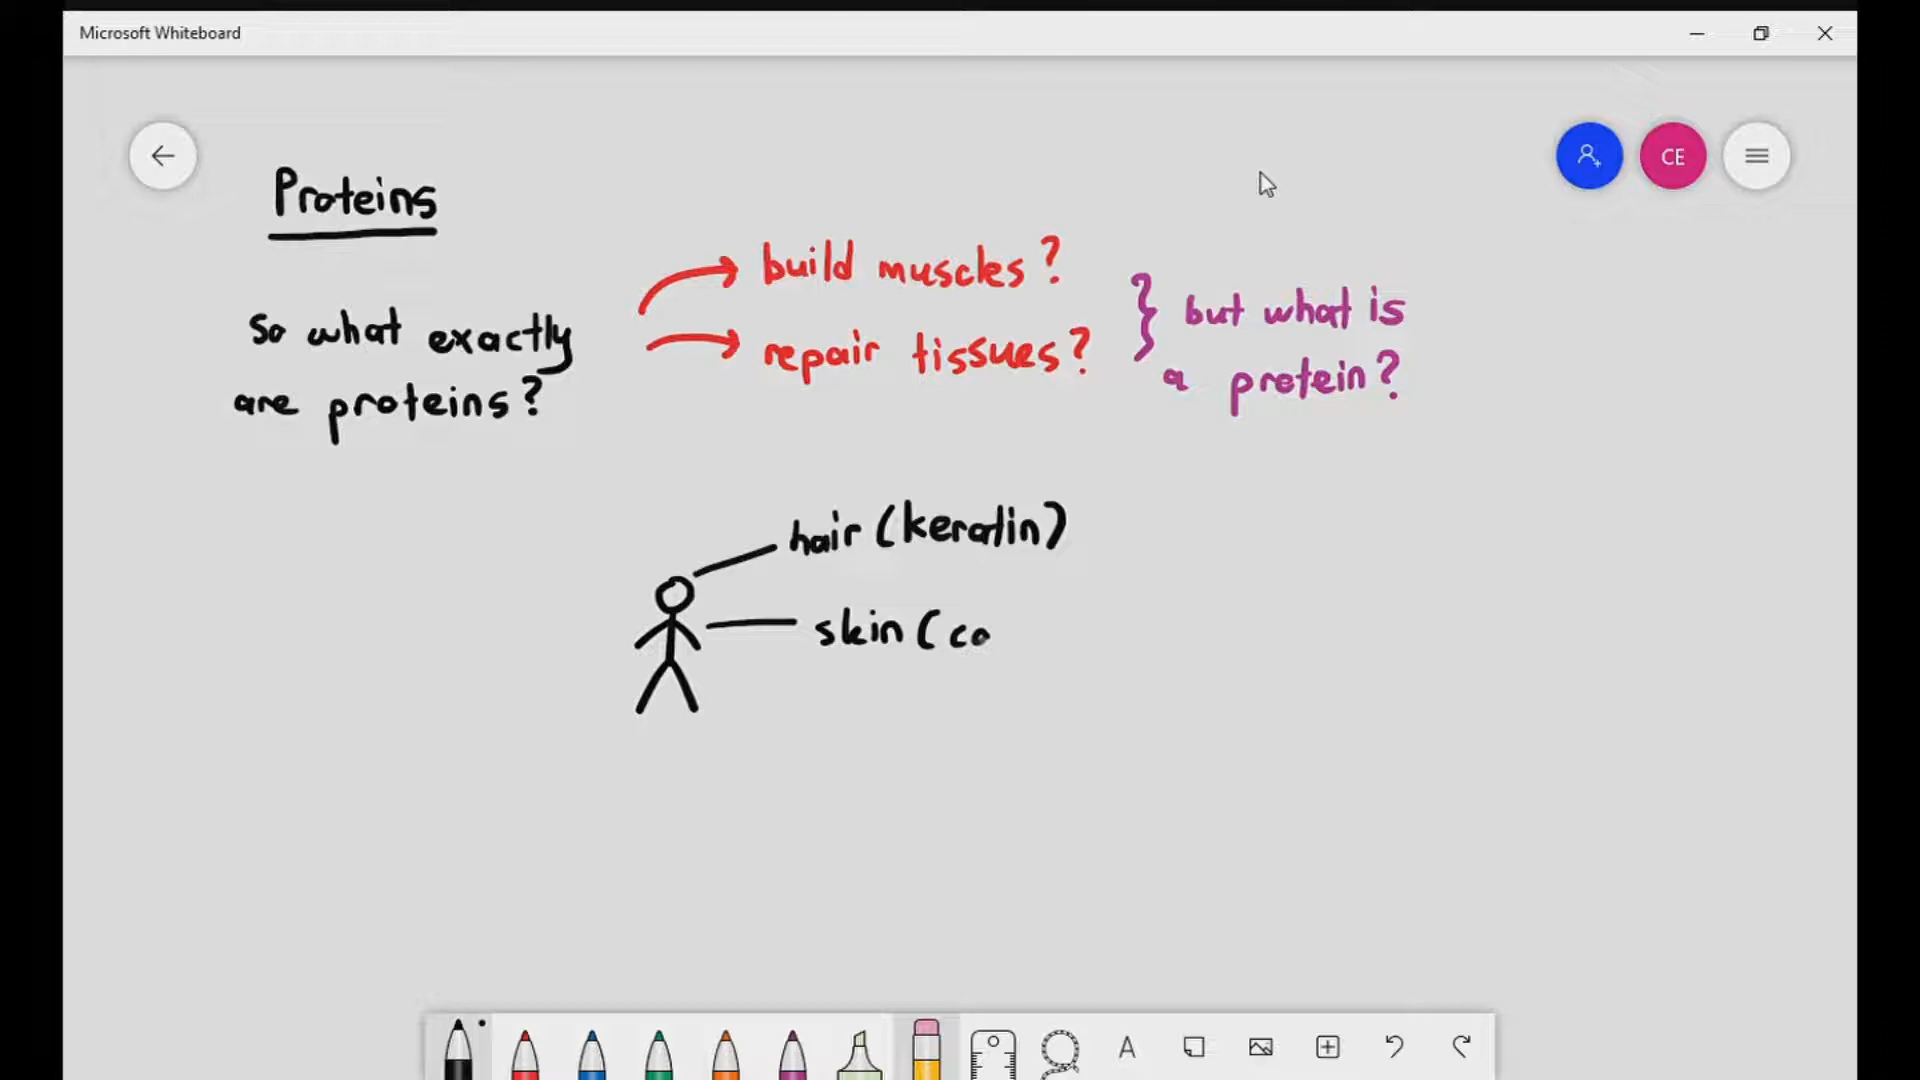 Microsoft Whiteboard
CE
Proteins
build muscles?
so what exactly
but what is
repair tissues?
are proteins?
a protein?
hair (keratin)
skin (co
A